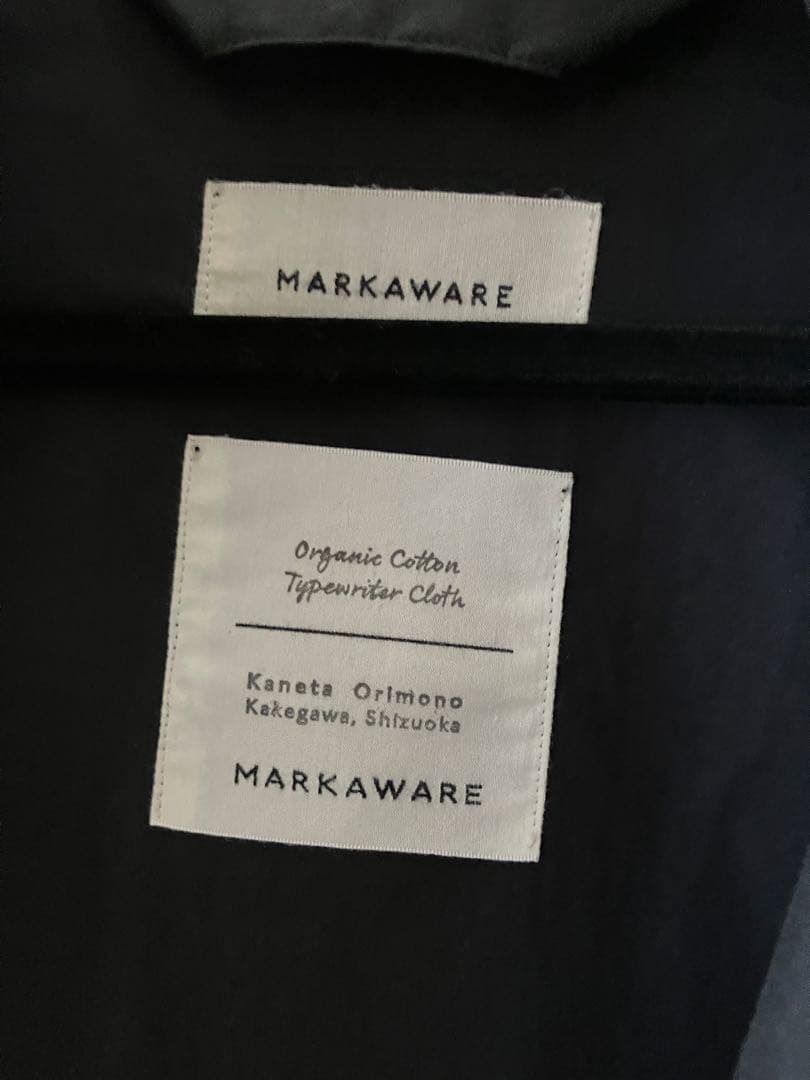 MARKAWARE
Organic Cotton
Typewriter Cloth
Kaneta Orimono
Kakegawa, Shizuoka
MARKAWARE